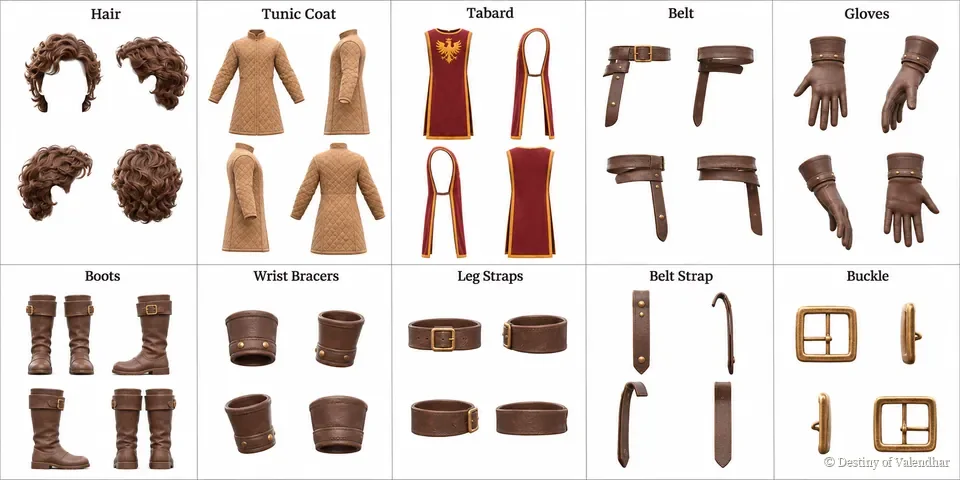 Hair
Tunic Coat
Tabard
Belt
Gloves
Boots
Wrist Bracers
Leg Straps
Belt Strap
Buckle
© Destiny of Valendhar